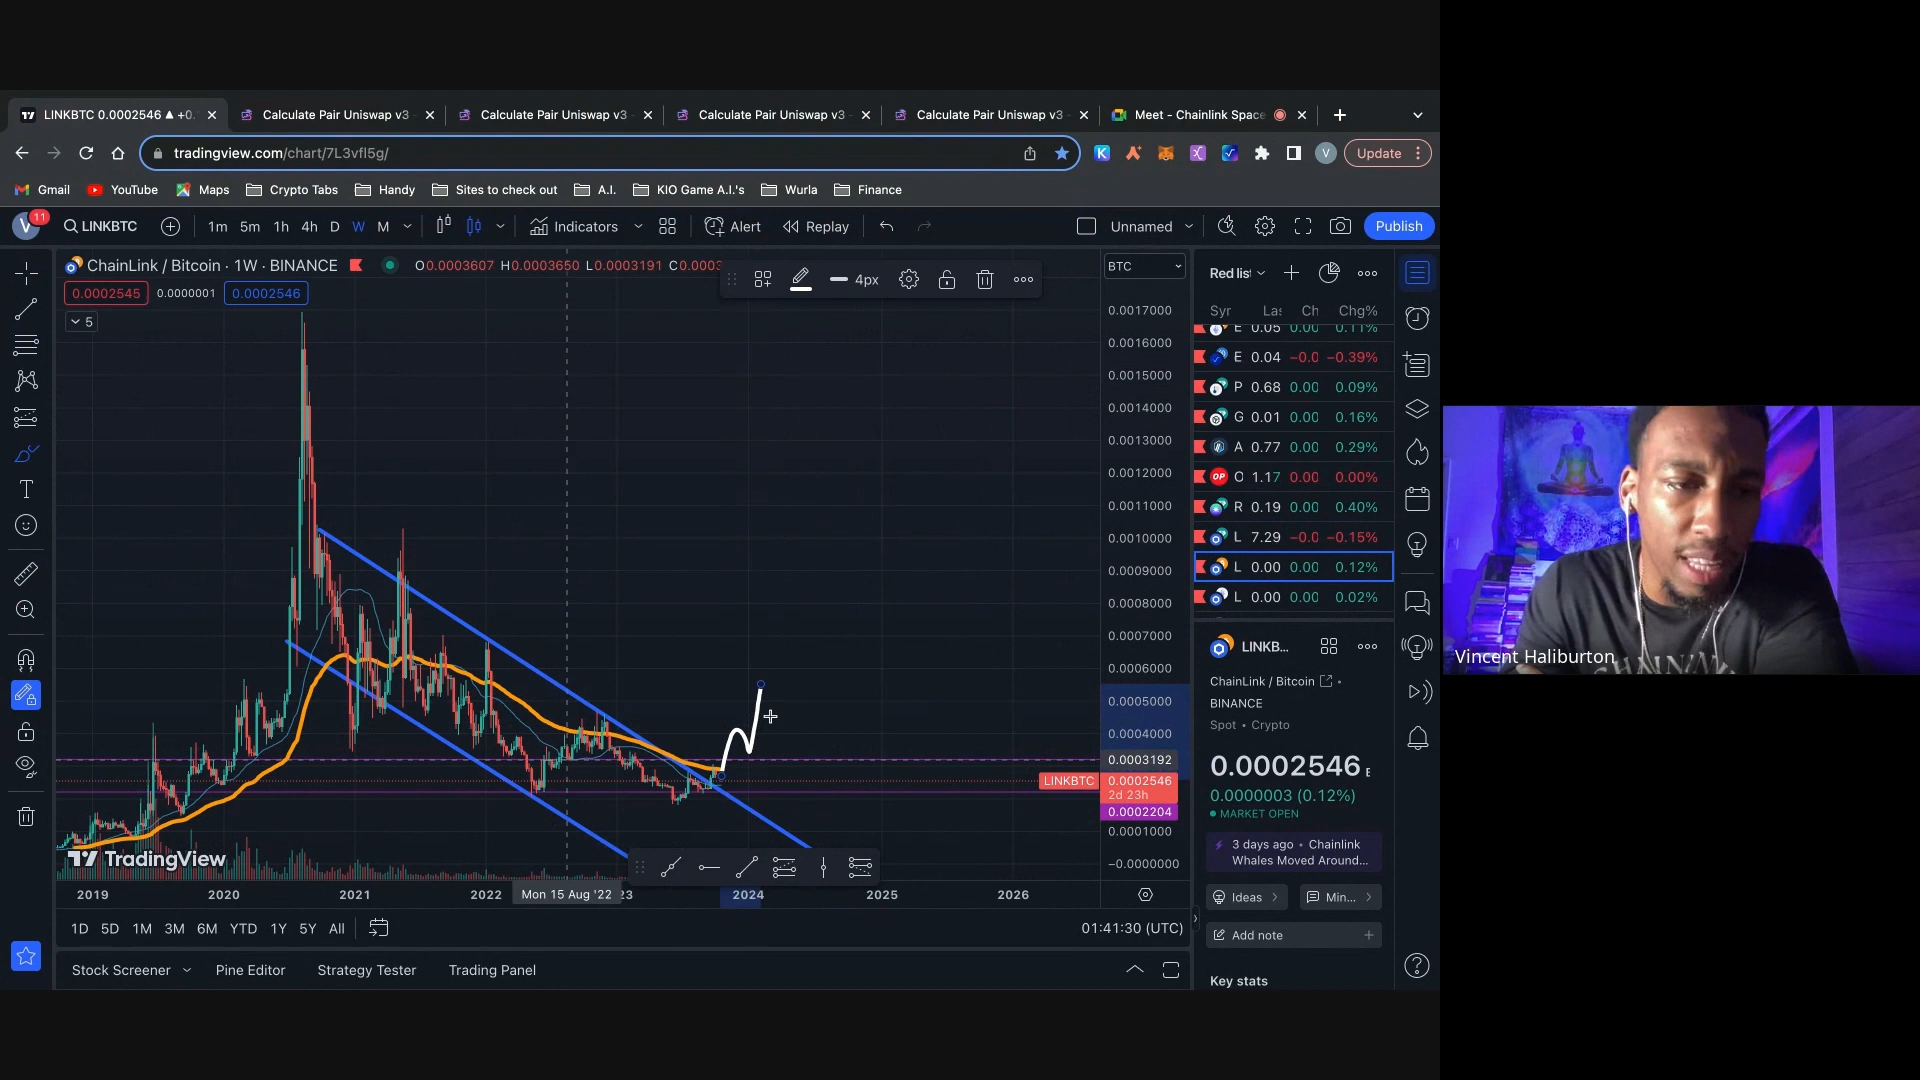 LINKBTC 0.0002546 ▲ +0.
Calculate Pair Uniswap v3
Calculate Pair Uniswap v3
Calculate Pair Uniswap v3
Calculate Pair Uniswap v3
Meet - Chainlink Space
tradingview.com/chart/7L3vfl5g/
K
V
Update
Gmail
YouTube
Maps
Crypto Tabs
Handy
Sites to check out
A.I.
KIO Game A.I.'s
Wurla
Finance
V
11
LINKBTC
1m 5m 1h 4h D W M
Indicators
Alert
Replay
Unnamed
Publish
ChainLink / Bitcoin · 1W · BINANCE
O0.0003607 H0.0003650 L0.0003191 C0.0003
4px
BTC
Red list
0.0002545
0.0000001
0.0002546
5
Syr Las Ch Chg%
E 0.05 0.00 0.11%
E 0.04 −0.0 −0.39%
P 0.68 0.00 0.09%
G 0.01 0.00 0.16%
A 0.77 0.00 0.29%
OP O 1.17 0.00 0.00%
R 0.19 0.00 0.40%
L 7.29 −0.0 −0.15%
L 0.00 0.00 0.12%
L 0.00 0.00 0.02%
0.0017000
0.0016000
0.0015000
0.0014000
0.0013000
0.0012000
0.0011000
0.0010000
0.0009000
0.0008000
0.0007000
0.0006000
0.0005000
0.0004000
0.0003192
LINKBTC
0.0002546
2d 23h
0.0002204
0.0001000
−0.0000000
LINKB...
ChainLink / Bitcoin
BINANCE
Spot • Crypto
0.0002546
0.0000003 (0.12%)
MARKET OPEN
3 days ago • Chainlink
Whales Moved Around...
Ideas
Min...
Add note
Key stats
TradingView
2019 2020 2021 2022 Mon 15 Aug '22 23 2024 2025 2026
1D 5D 1M 3M 6M YTD 1Y 5Y All
01:41:30 (UTC)
Stock Screener
Pine Editor
Strategy Tester
Trading Panel
Vincent Haliburton